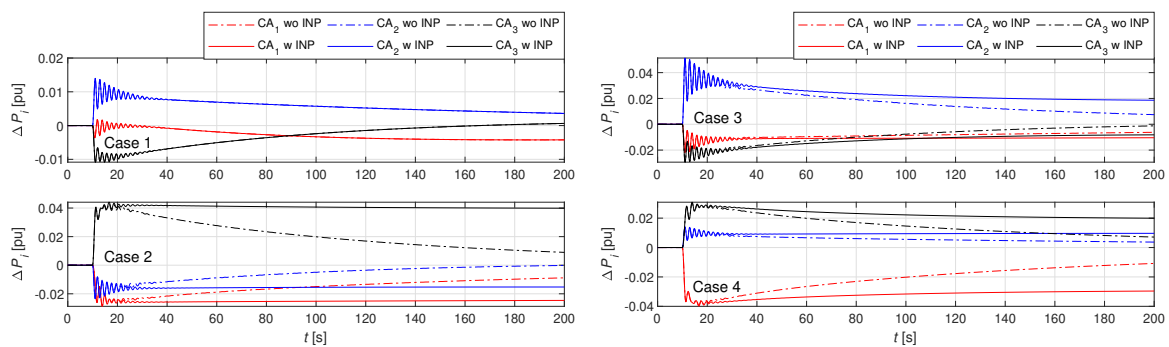 CA1 wo INP CA2 wo INP CA3 wo INP
CA1 w INP CA2 w INP CA3 w INP
0.02
0.01
0
-0.01
Δ Pi [pu]
Case 1
0 20 40 60 80 100 120 140 160 180 200
0.04
0.02
0
-0.02
Δ Pi [pu]
Case 2
0 20 40 60 80 100 120 140 160 180 200
t [s]
CA1 wo INP CA2 wo INP CA3 wo INP
CA1 w INP CA2 w INP CA3 w INP
0.04
0.02
0
-0.02
Δ Pi [pu]
Case 3
0 20 40 60 80 100 120 140 160 180 200
0.02
0
-0.02
-0.04
Δ Pi [pu]
Case 4
0 20 40 60 80 100 120 140 160 180 200
t [s]